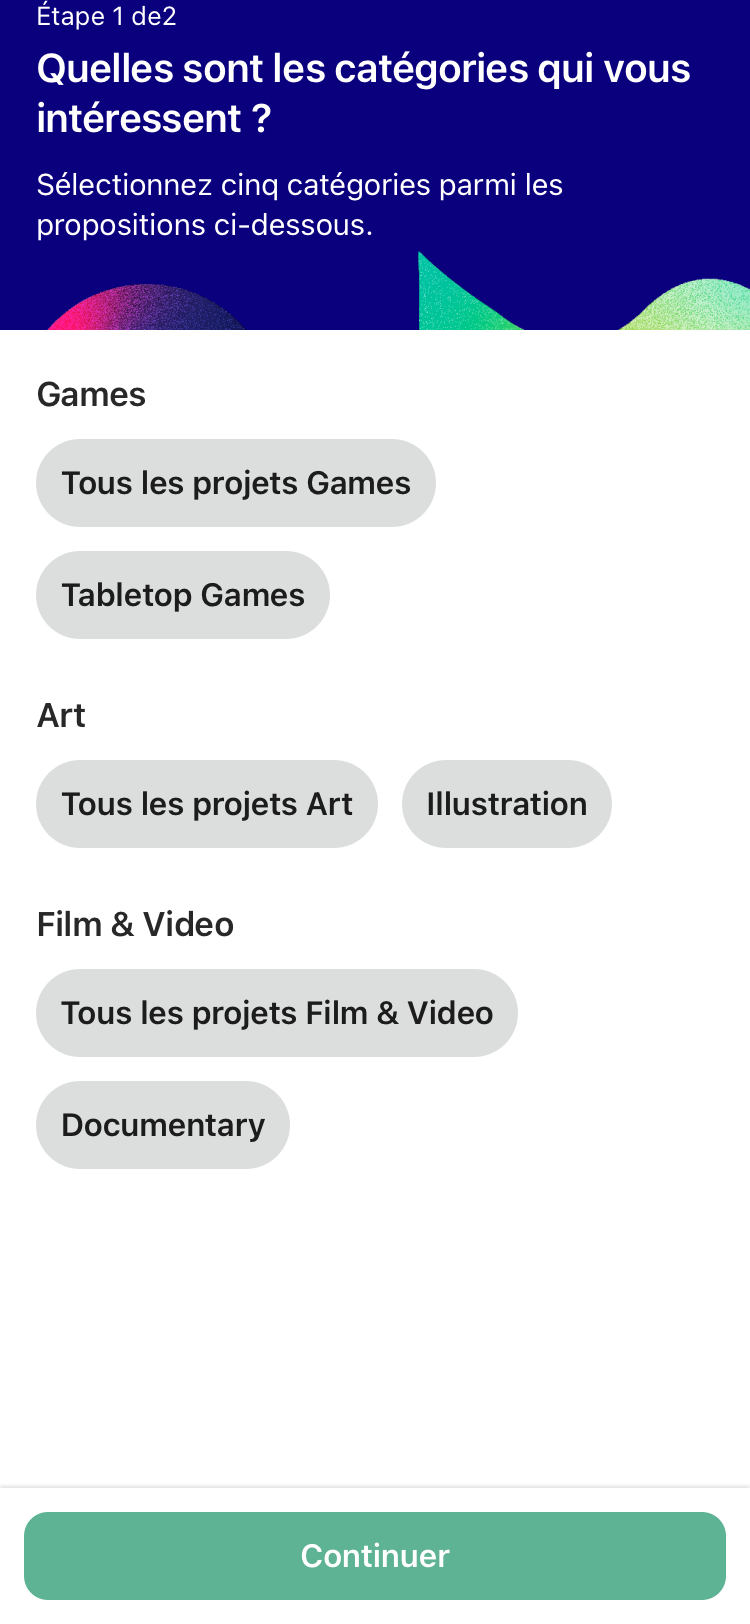 Étape 1 de2
Quelles sont les catégories qui vous
intéressent ?
Sélectionnez cinq catégories parmi les
propositions ci-dessous.
Games
Tous les projets Games
Tabletop Games
Art
Tous les projets Art
Illustration
Film & Video
Tous les projets Film & Video
Documentary
Continuer